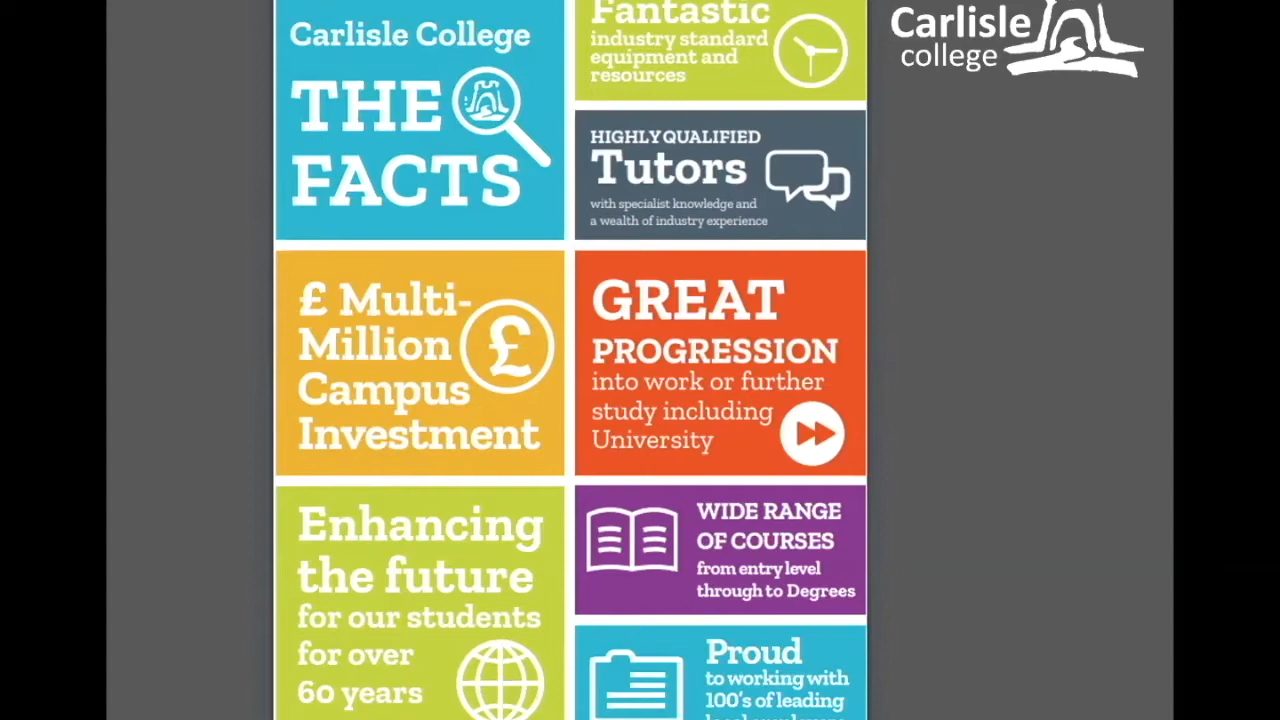 Carlisle College
THE
FACTS
£ Multi-
Million
Campus
Investment
£
Enhancing
the future
for our students
for over
60 years
Fantastic
industry standard
equipment and
resources
HIGHLY QUALIFIED
Tutors
with specialist knowledge and
a wealth of industry experience
GREAT
PROGRESSION
into work or further
study including
University
WIDE RANGE
OF COURSES
from entry level
through to Degrees
Proud
to working with
100's of leading
Carlisle
college